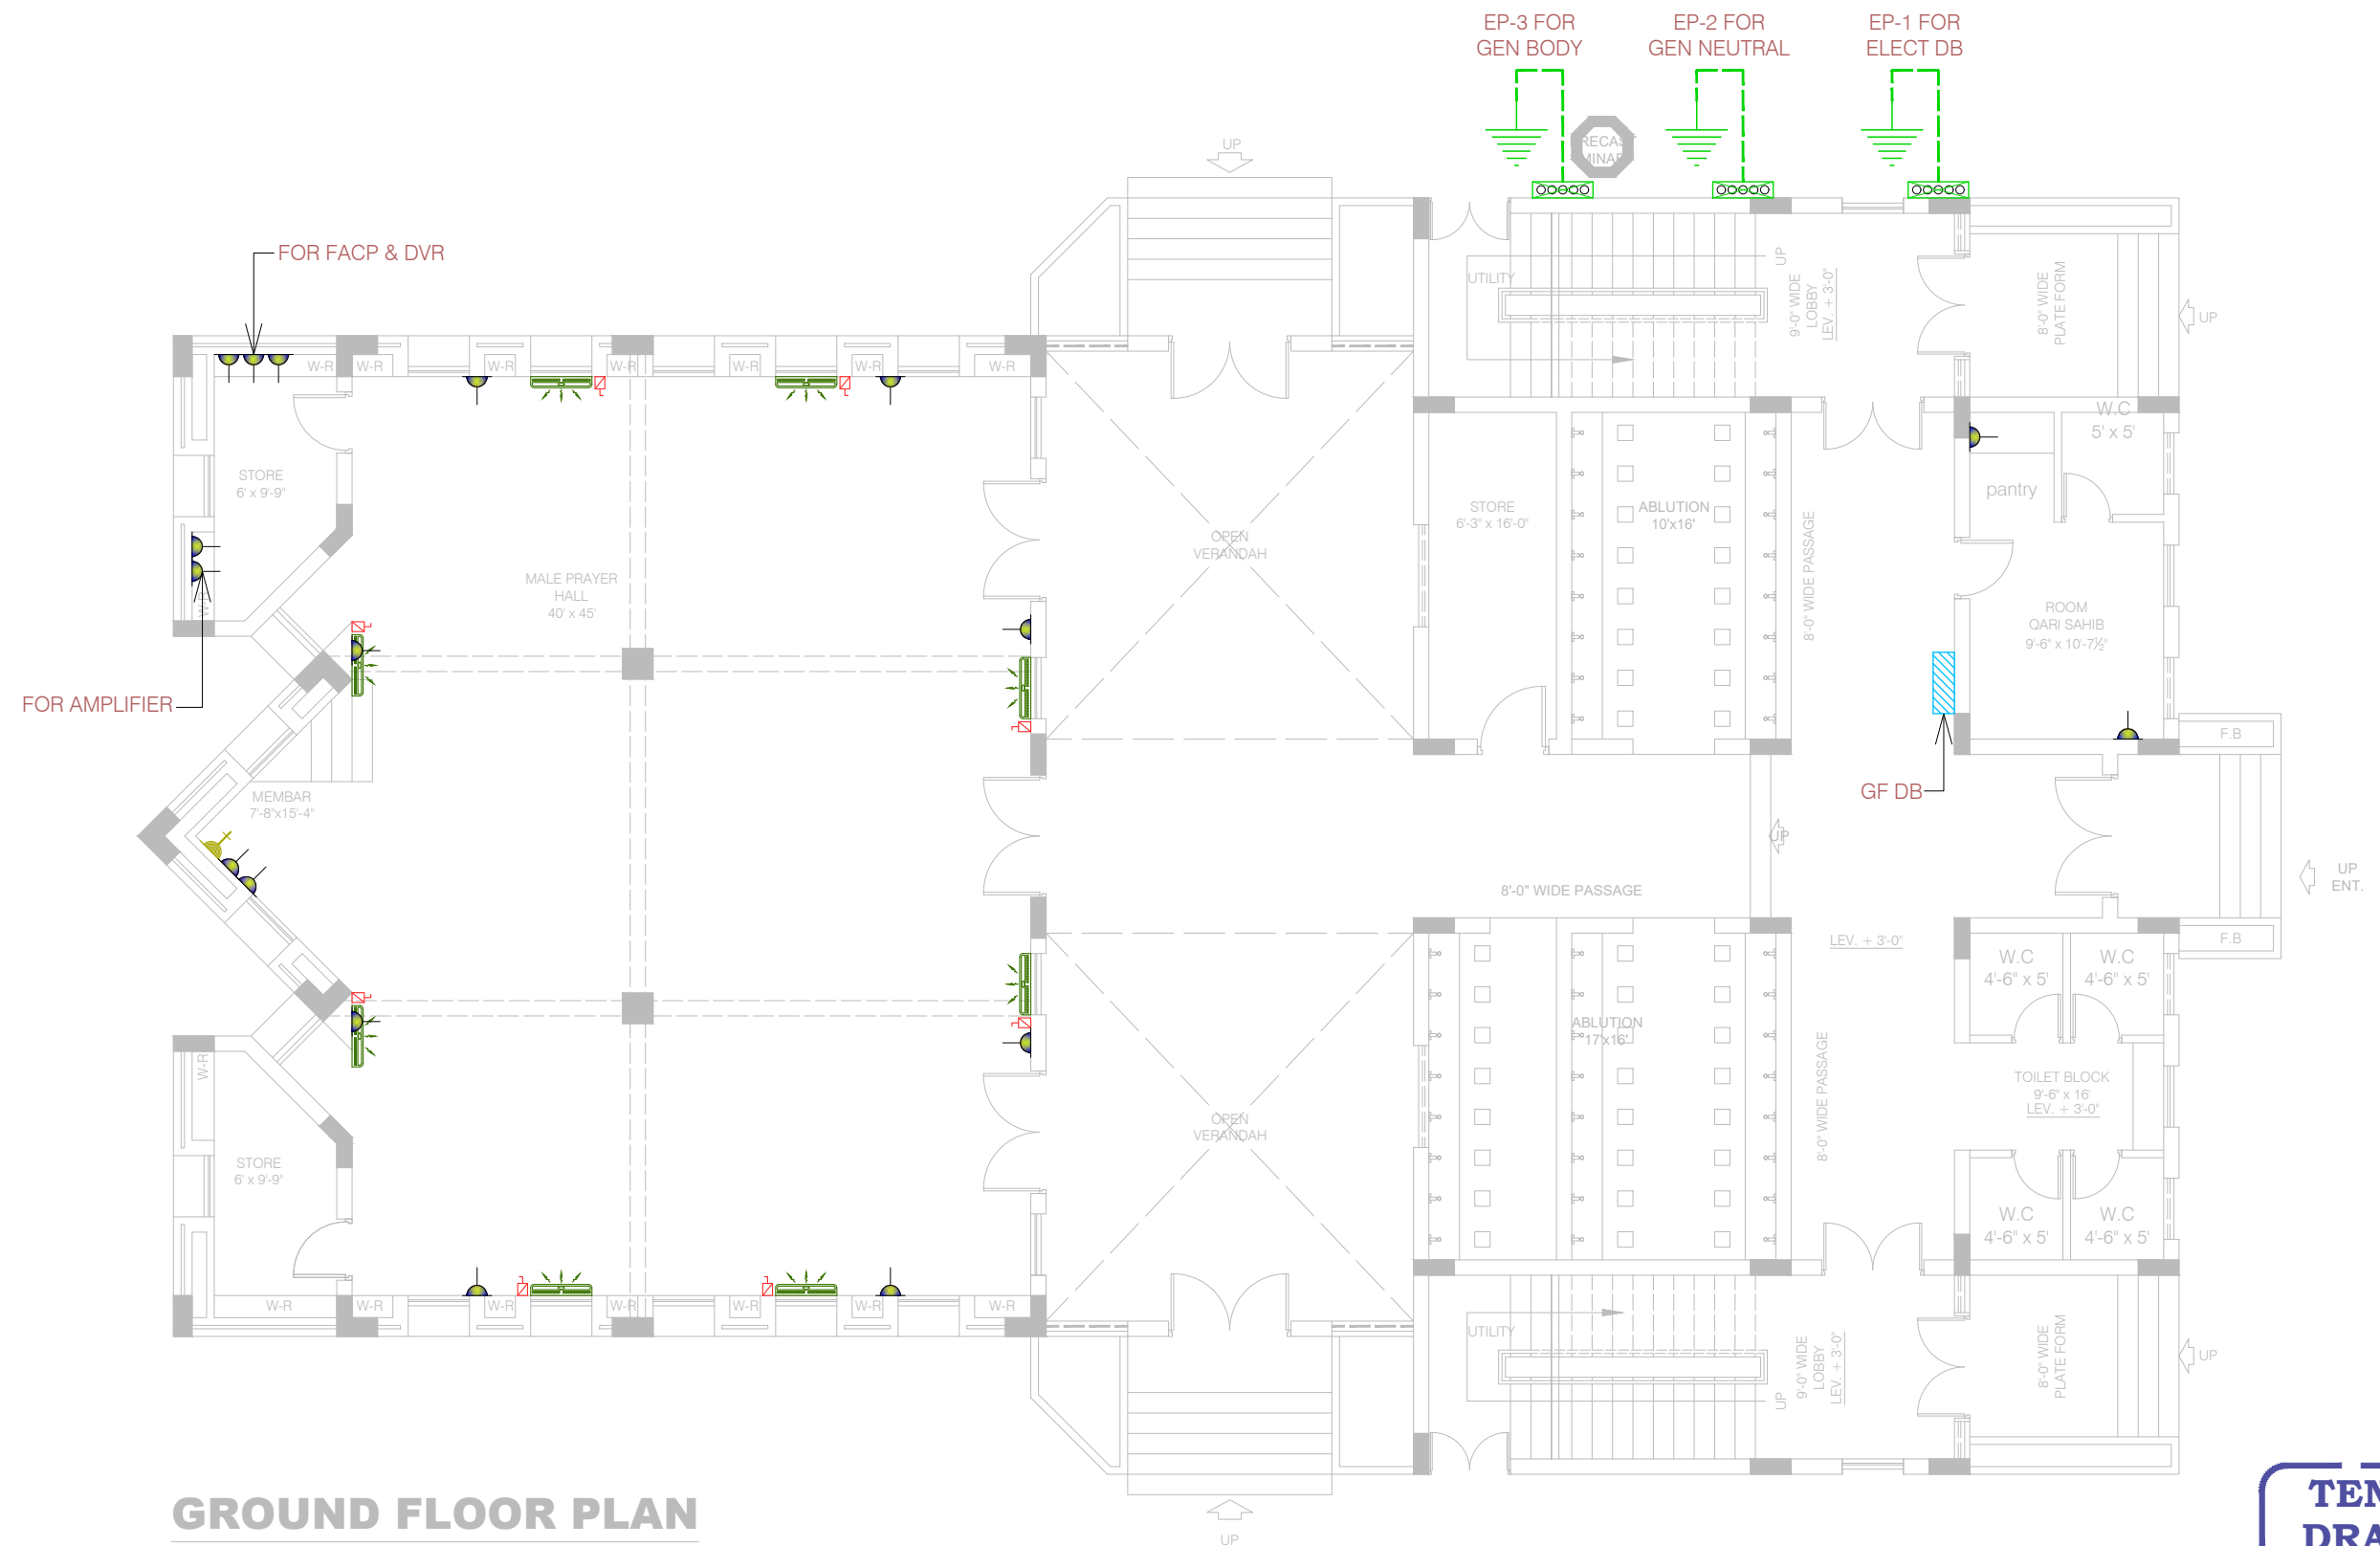 EP-3 FOR
GEN BODY
EP-2 FOR
GEN NEUTRAL
EP-1 FOR
ELECT DB
UP
RECAS
MINAR
FOR FACP & DVR
UTILITY
UP
9'-0" WIDE
LOBBY
LEV. + 3'-0"
8'-0" WIDE
PLATE FORM
UP
W-R
W-R
W-R
W-R
W-R
W-R
W-R
W.C
5' x 5'
STORE
6' x 9'-9"
pantry
STORE
6'-3" x 16'-0"
ABLUTION
10'x16'
8'-0" WIDE PASSAGE
OPEN
VERANDAH
MALE PRAYER
HALL
40' x 45'
W-R
ROOM
QARI SAHIB
9'-6" x 10'-7½"
FOR AMPLIFIER
F.B
GF DB
MEMBAR
7'-8"x15'-4"
UP
8'-0" WIDE PASSAGE
UP
ENT.
LEV. + 3'-0"
F.B
W.C
4'-6" x 5'
W.C
4'-6" x 5'
ABLUTION
17'x16'
W-R
8'-0" WIDE PASSAGE
TOILET BLOCK
9'-6" x 16'
LEV. + 3'-0"
OPEN
VERANDAH
STORE
6' x 9'-9"
W.C
4'-6" x 5'
W.C
4'-6" x 5'
W-R
W-R
W-R
W-R
W-R
W-R
W-R
UTILITY
UP
9'-0" WIDE
LOBBY
LEV. + 3'-0"
8'-0" WIDE
PLATE FORM
UP
GROUND FLOOR PLAN
UP
TEN
DRA